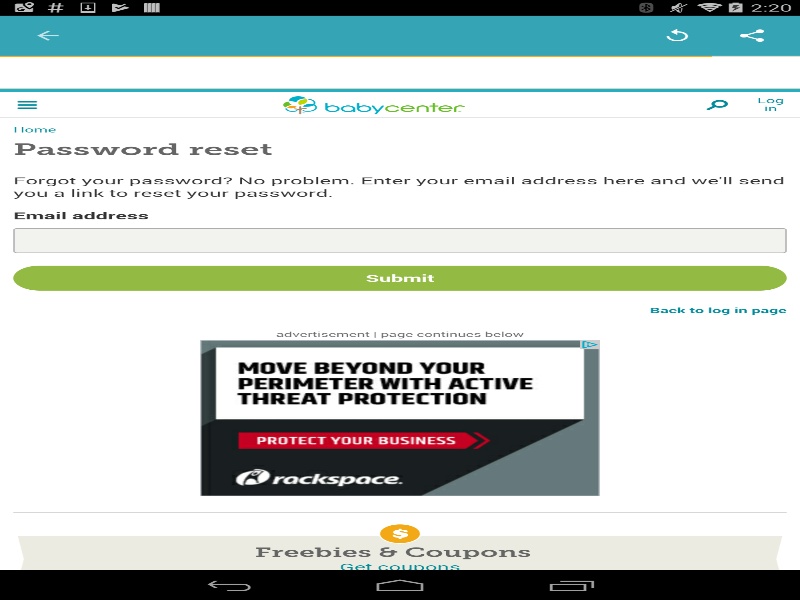 2:20
babycenter
Log in
Home
Password reset
Forgot your password? No problem. Enter your email address here and we'll send
you a link to reset your password.
Email address
Submit
Back to log in page
advertisement | page continues below
MOVE BEYOND YOUR
PERIMETER WITH ACTIVE
THREAT PROTECTION
PROTECT YOUR BUSINESS
rackspace.
$
Freebies & Coupons
Get coupons